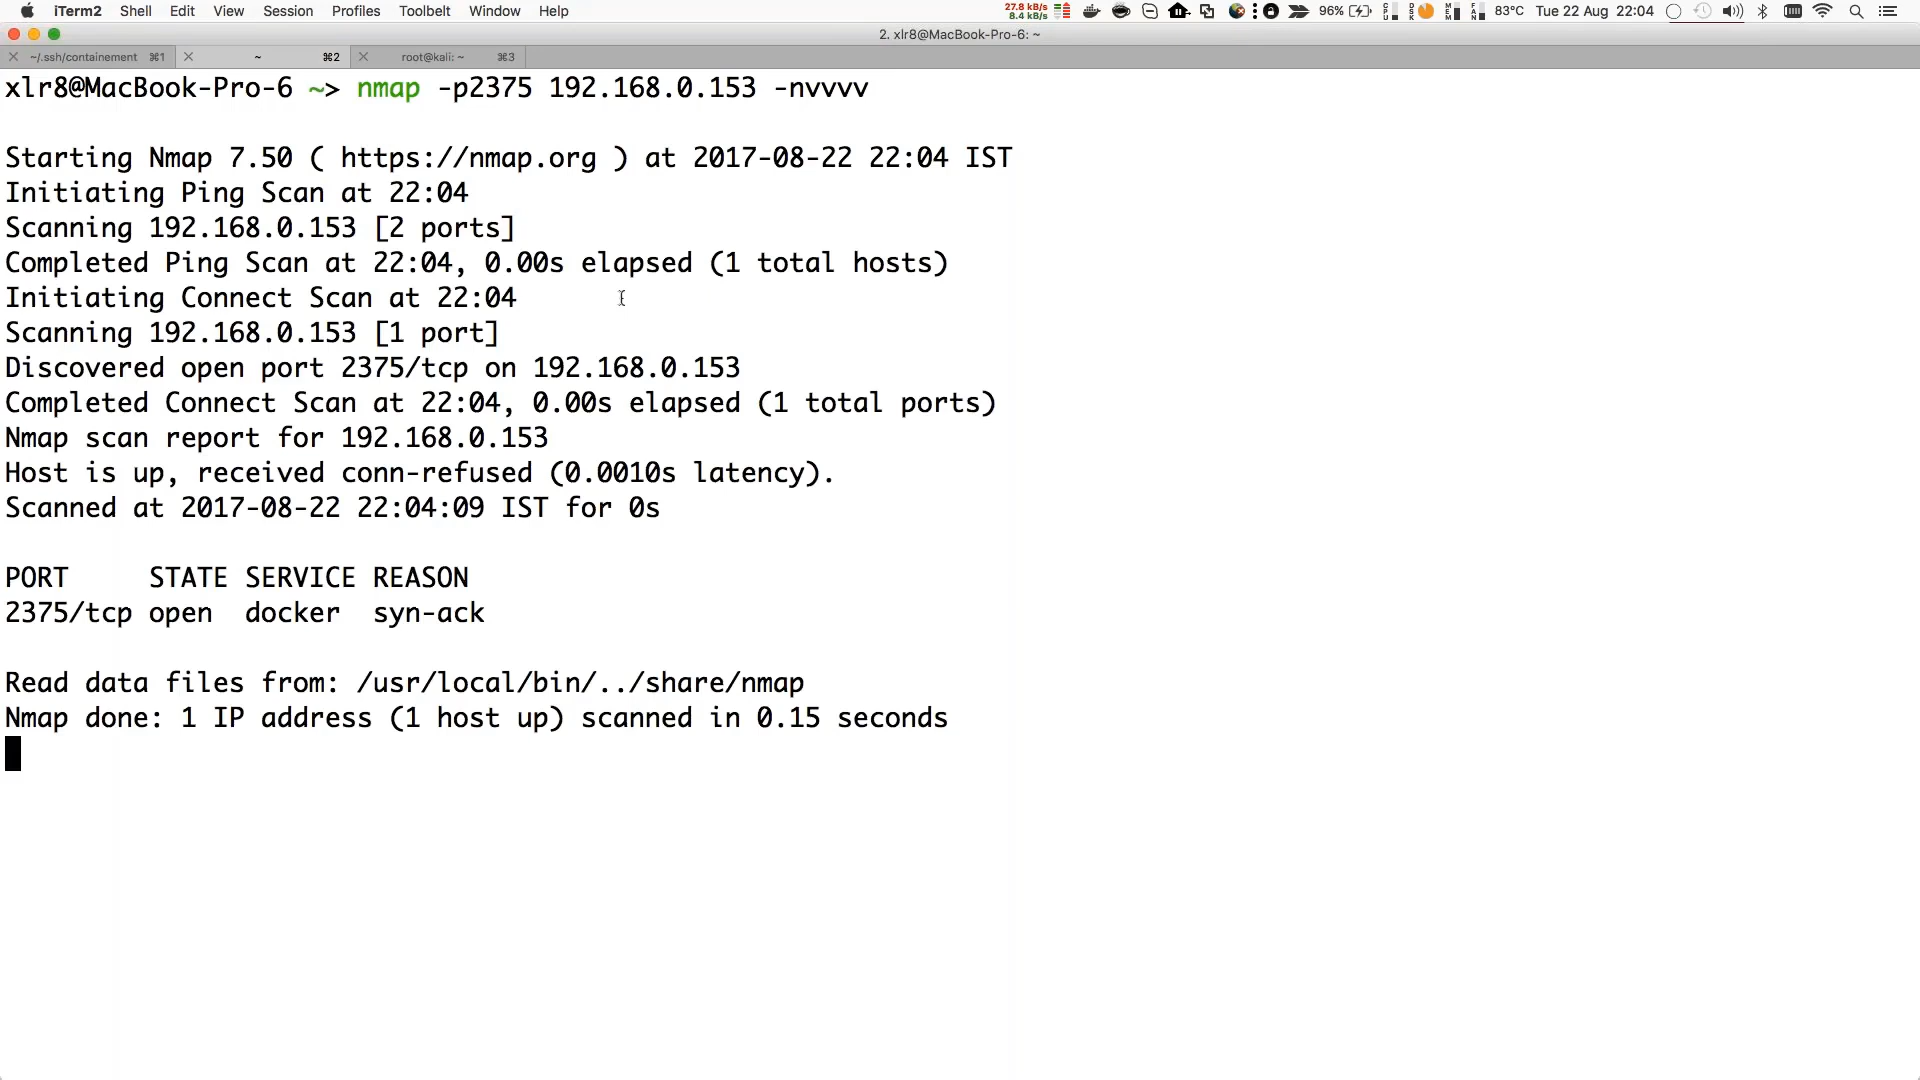 iTerm2 Shell Edit View Session Profiles Toolbelt Window Help 27.8 kB/s 96% 83°C Tue 22 Aug 22:04
8.4 kB/s
2. xlr8@MacBook-Pro-6: ~
~/.ssh/containement ⌘1 ~ ⌘2 root@kali: ~ ⌘3
xlr8@MacBook-Pro-6 ~> nmap -p2375 192.168.0.153 -nvvvv
Starting Nmap 7.50 ( https://nmap.org ) at 2017-08-22 22:04 IST
Initiating Ping Scan at 22:04
Scanning 192.168.0.153 [2 ports]
Completed Ping Scan at 22:04, 0.00s elapsed (1 total hosts)
Initiating Connect Scan at 22:04
Scanning 192.168.0.153 [1 port]
Discovered open port 2375/tcp on 192.168.0.153
Completed Connect Scan at 22:04, 0.00s elapsed (1 total ports)
Nmap scan report for 192.168.0.153
Host is up, received conn-refused (0.0010s latency).
Scanned at 2017-08-22 22:04:09 IST for 0s
PORT     STATE SERVICE REASON
2375/tcp open  docker  syn-ack
Read data files from: /usr/local/bin/../share/nmap
Nmap done: 1 IP address (1 host up) scanned in 0.15 seconds